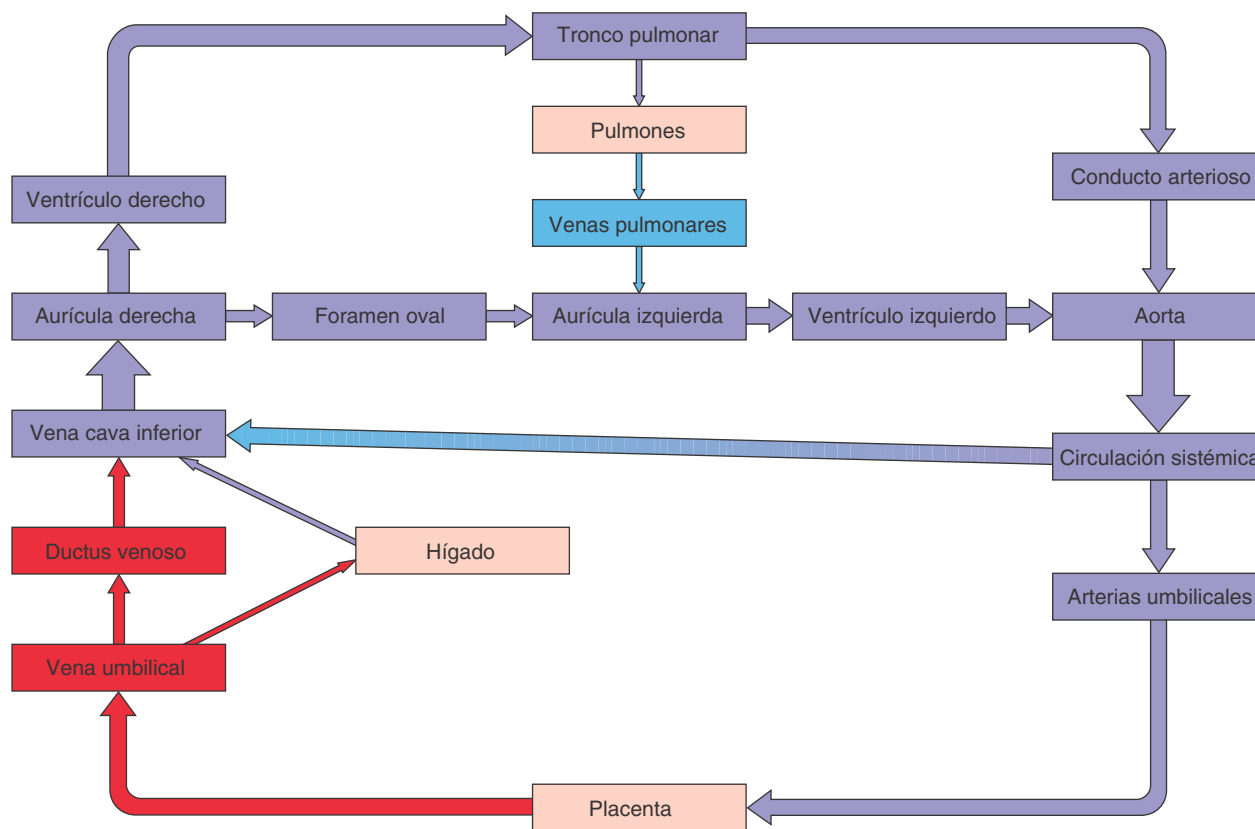 Tronco pulmonar
Pulmones
Ventrículo derecho
Venas pulmonares
Conducto arterioso
Aurícula derecha
Foramen oval
Aurícula izquierda
Ventrículo izquierdo
Aorta
Vena cava inferior
Circulación sistémica
Ductus venoso
Hígado
Arterias umbilicales
Vena umbilical
Placenta